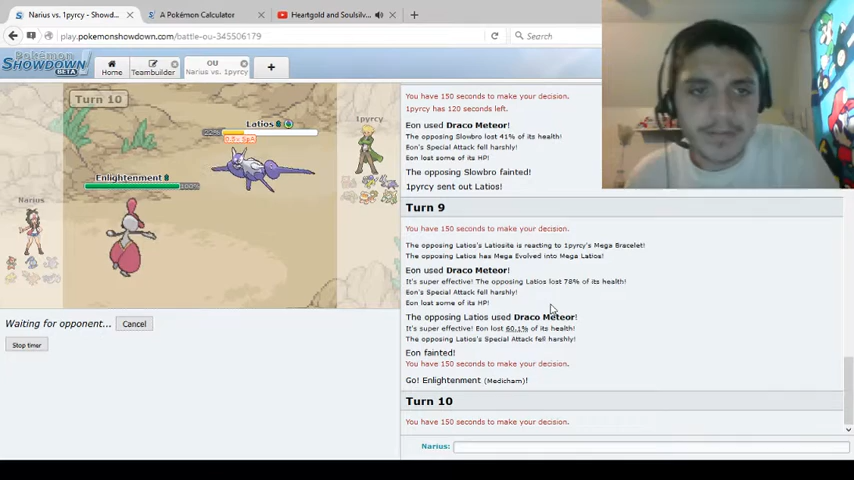 Narius vs. 1pyrcy - Showd...
A Pokémon Calculator
Heartgold and Soulsilv...
play.pokemonshowdown.com/battle-ou-345506179
Search
Pokémon
SHOWDOWN
BETA
Home
Teambuilder
OU
Narius vs. 1pyrcy
Turn 10
Latios
22%
0.5x SpA
1pyrcy
Enlightenment
100%
Narius
Waiting for opponent...
Cancel
Stop timer
You have 150 seconds to make your decision.
1pyrcy has 120 seconds left.
Eon used Draco Meteor!
The opposing Slowbro lost 41% of its health!
Eon's Special Attack fell harshly!
Eon lost some of its HP!
The opposing Slowbro fainted!
1pyrcy sent out Latios!
Turn 9
You have 150 seconds to make your decision.
The opposing Latios's Latiosite is reacting to 1pyrcy's Mega Bracelet!
The opposing Latios has Mega Evolved into Mega Latios!
Eon used Draco Meteor!
It's super effective! The opposing Latios lost 78% of its health!
Eon's Special Attack fell harshly!
Eon lost some of its HP!
The opposing Latios used Draco Meteor!
It's super effective! Eon lost 60.1% of its health!
The opposing Latios's Special Attack fell harshly!
Eon fainted!
You have 150 seconds to make your decision.
Go! Enlightenment (Medicham)!
Turn 10
You have 150 seconds to make your decision.
Narius: